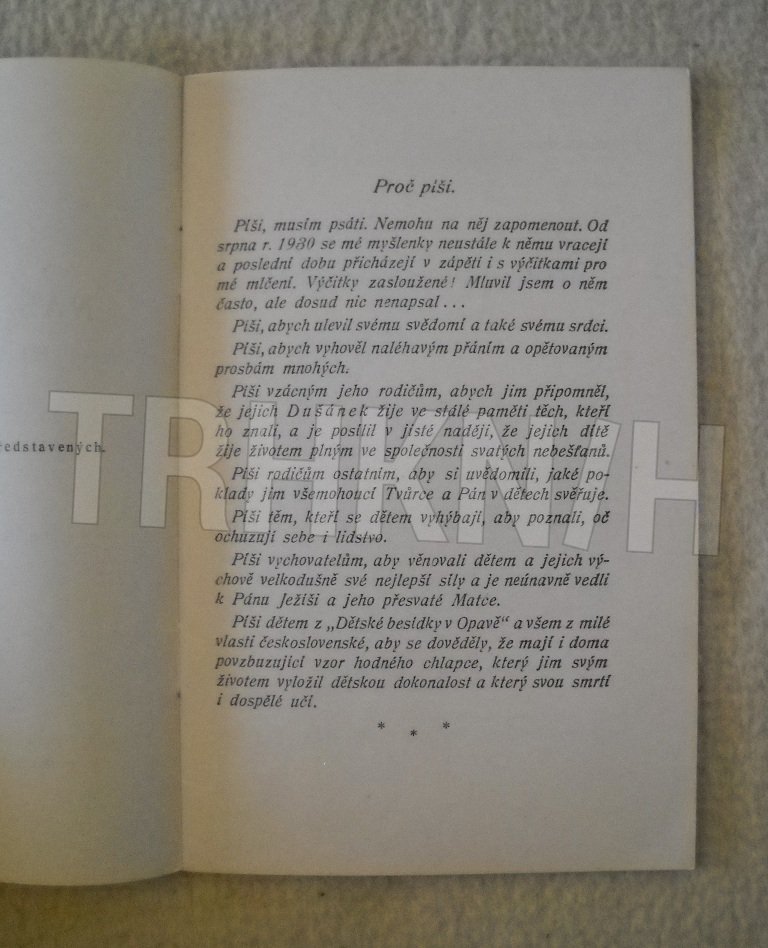 ředstavených.
Proč píši.
Píši, musím psáti. Nemohu na něj zapomenout. Od
srpna r. 1930 se mé myšlenky neustále k němu vracejí
a poslední dobu přicházejí v zápětí i s výčitkami pro
mé mlčení. Výčitky zasloužené! Mluvil jsem o něm
často, ale dosud nic nenapsal...
Píši, abych ulevil svému svědomí a také svému srdci.
Píši, abych vyhověl naléhavým přáním a opětovaným
prosbám mnohých.
Píši vzácným jeho rodičům, abych jim připomněl,
že jejich Dušánek žije ve stálé paměti těch, kteří
ho znali, a je posílil v jisté naději, že jejich dítě
žije životem plným ve společnosti svatých nebešťanů.
Píši rodičům ostatním, aby si uvědomili, jaké po-
klady jim všemohoucí Tvůrce a Pán v dětech svěřuje.
Píši těm, kteří se dětem vyhýbají, aby poznali, oč
ochuzují sebe i lidstvo.
Píši vychovatelům, aby věnovali dětem a jejich vý-
chově velkodušně své nejlepší síly a je neúnavně vedli
k Pánu Ježíši a jeho přesvaté Matce.
Píši dětem z „Dětské besídky v Opavě“ a všem z milé
vlasti československé, aby se dověděly, že mají i doma
povzbuzující vzor hodného chlapce, který jim svým
životem vyložil dětskou dokonalost a který svou smrtí
i dospělé učí.
* * *
TRHKNIH